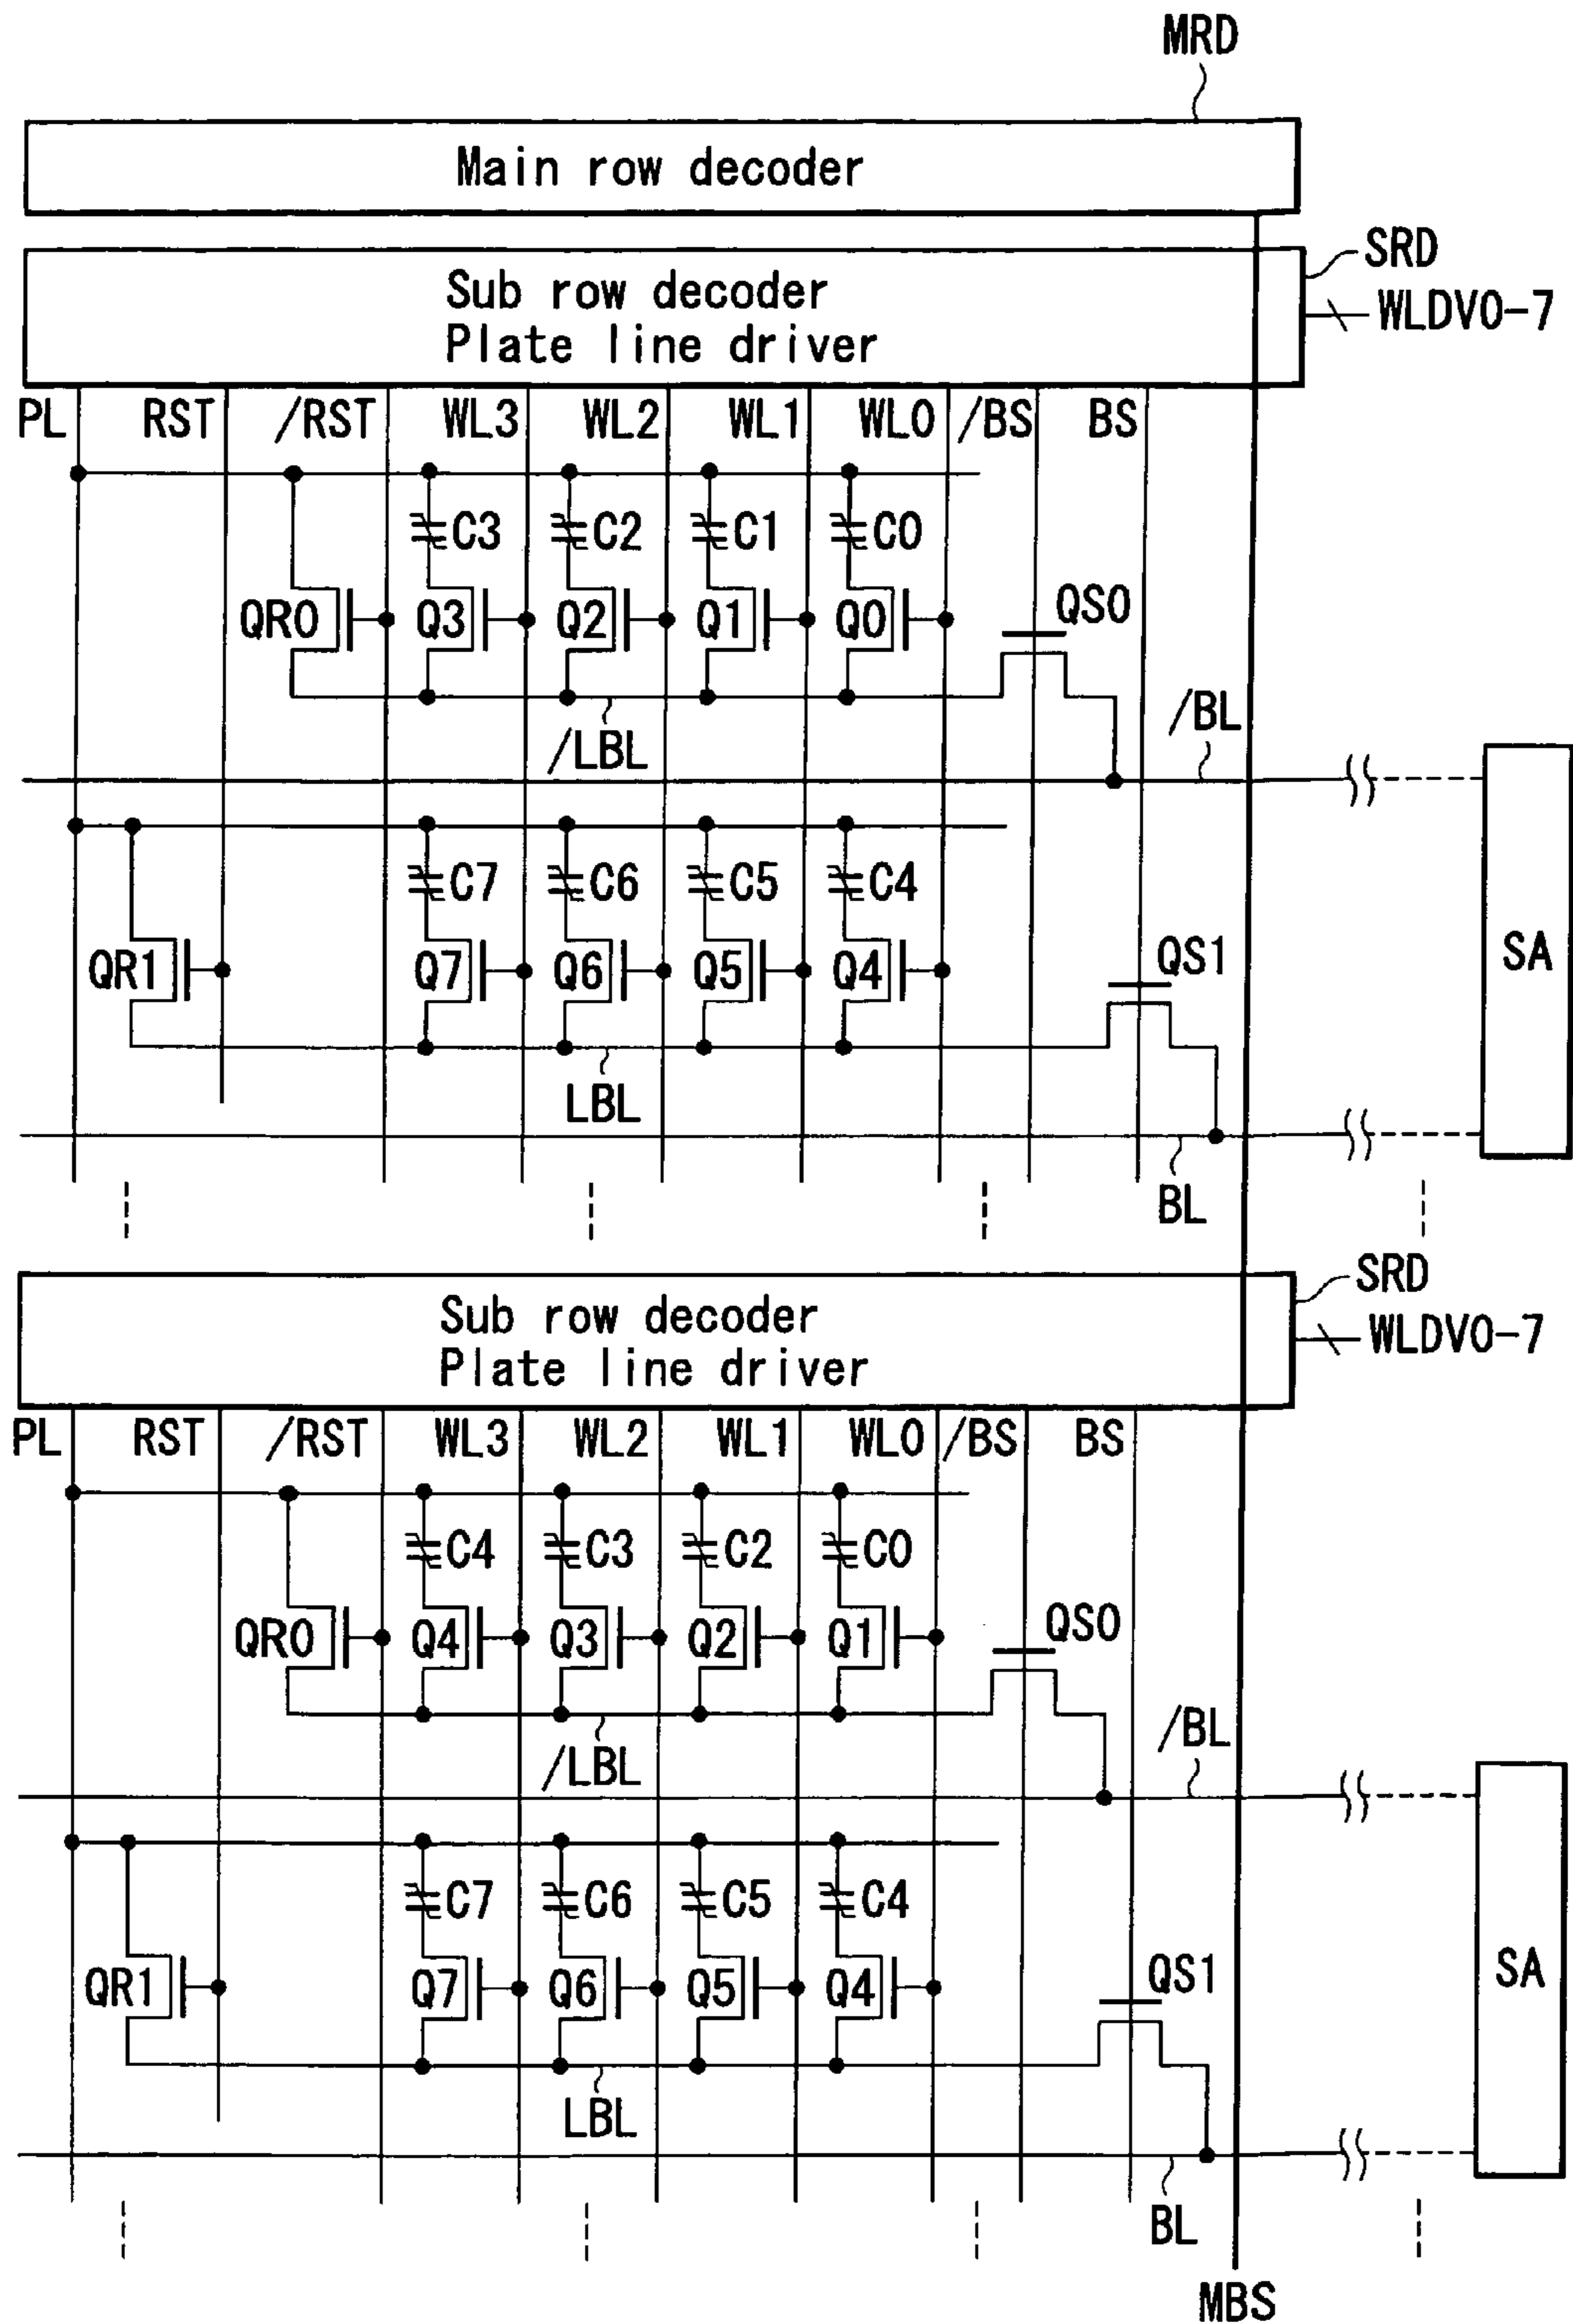 MRD
Main row decoder
SRD
Sub row decoder
WLDV0-7
Plate line driver
PL RST /RST WL3 WL2 WL1 WL0 /BS BS
C3 C2 C1 C0
QR0 Q3 Q2 Q1 Q0 QS0
/LBL /BL
C7 C6 C5 C4
QR1 Q7 Q6 Q5 Q4 QS1 SA
LBL
BL
SRD
Sub row decoder
WLDV0-7
Plate line driver
PL RST /RST WL3 WL2 WL1 WL0 /BS BS
C4 C3 C2 C0
QR0 Q4 Q3 Q2 Q1 QS0
/LBL /BL
C7 C6 C5 C4
QR1 Q7 Q6 Q5 Q4 QS1 SA
LBL
BL
MBS